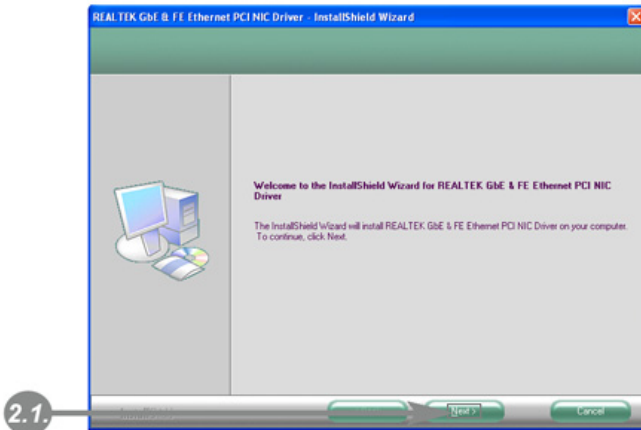 REALTEK GbE & FE Ethernet PCI NIC Driver - InstallShield Wizard
Welcome to the InstallShield Wizard for REALTEK GbE & FE Ethernet PCI NIC
Driver
The InstallShield Wizard will install REALTEK GbE & FE Ethernet PCI NIC Driver on your computer.
To continue, click Next.
2.1.
Next >
Cancel